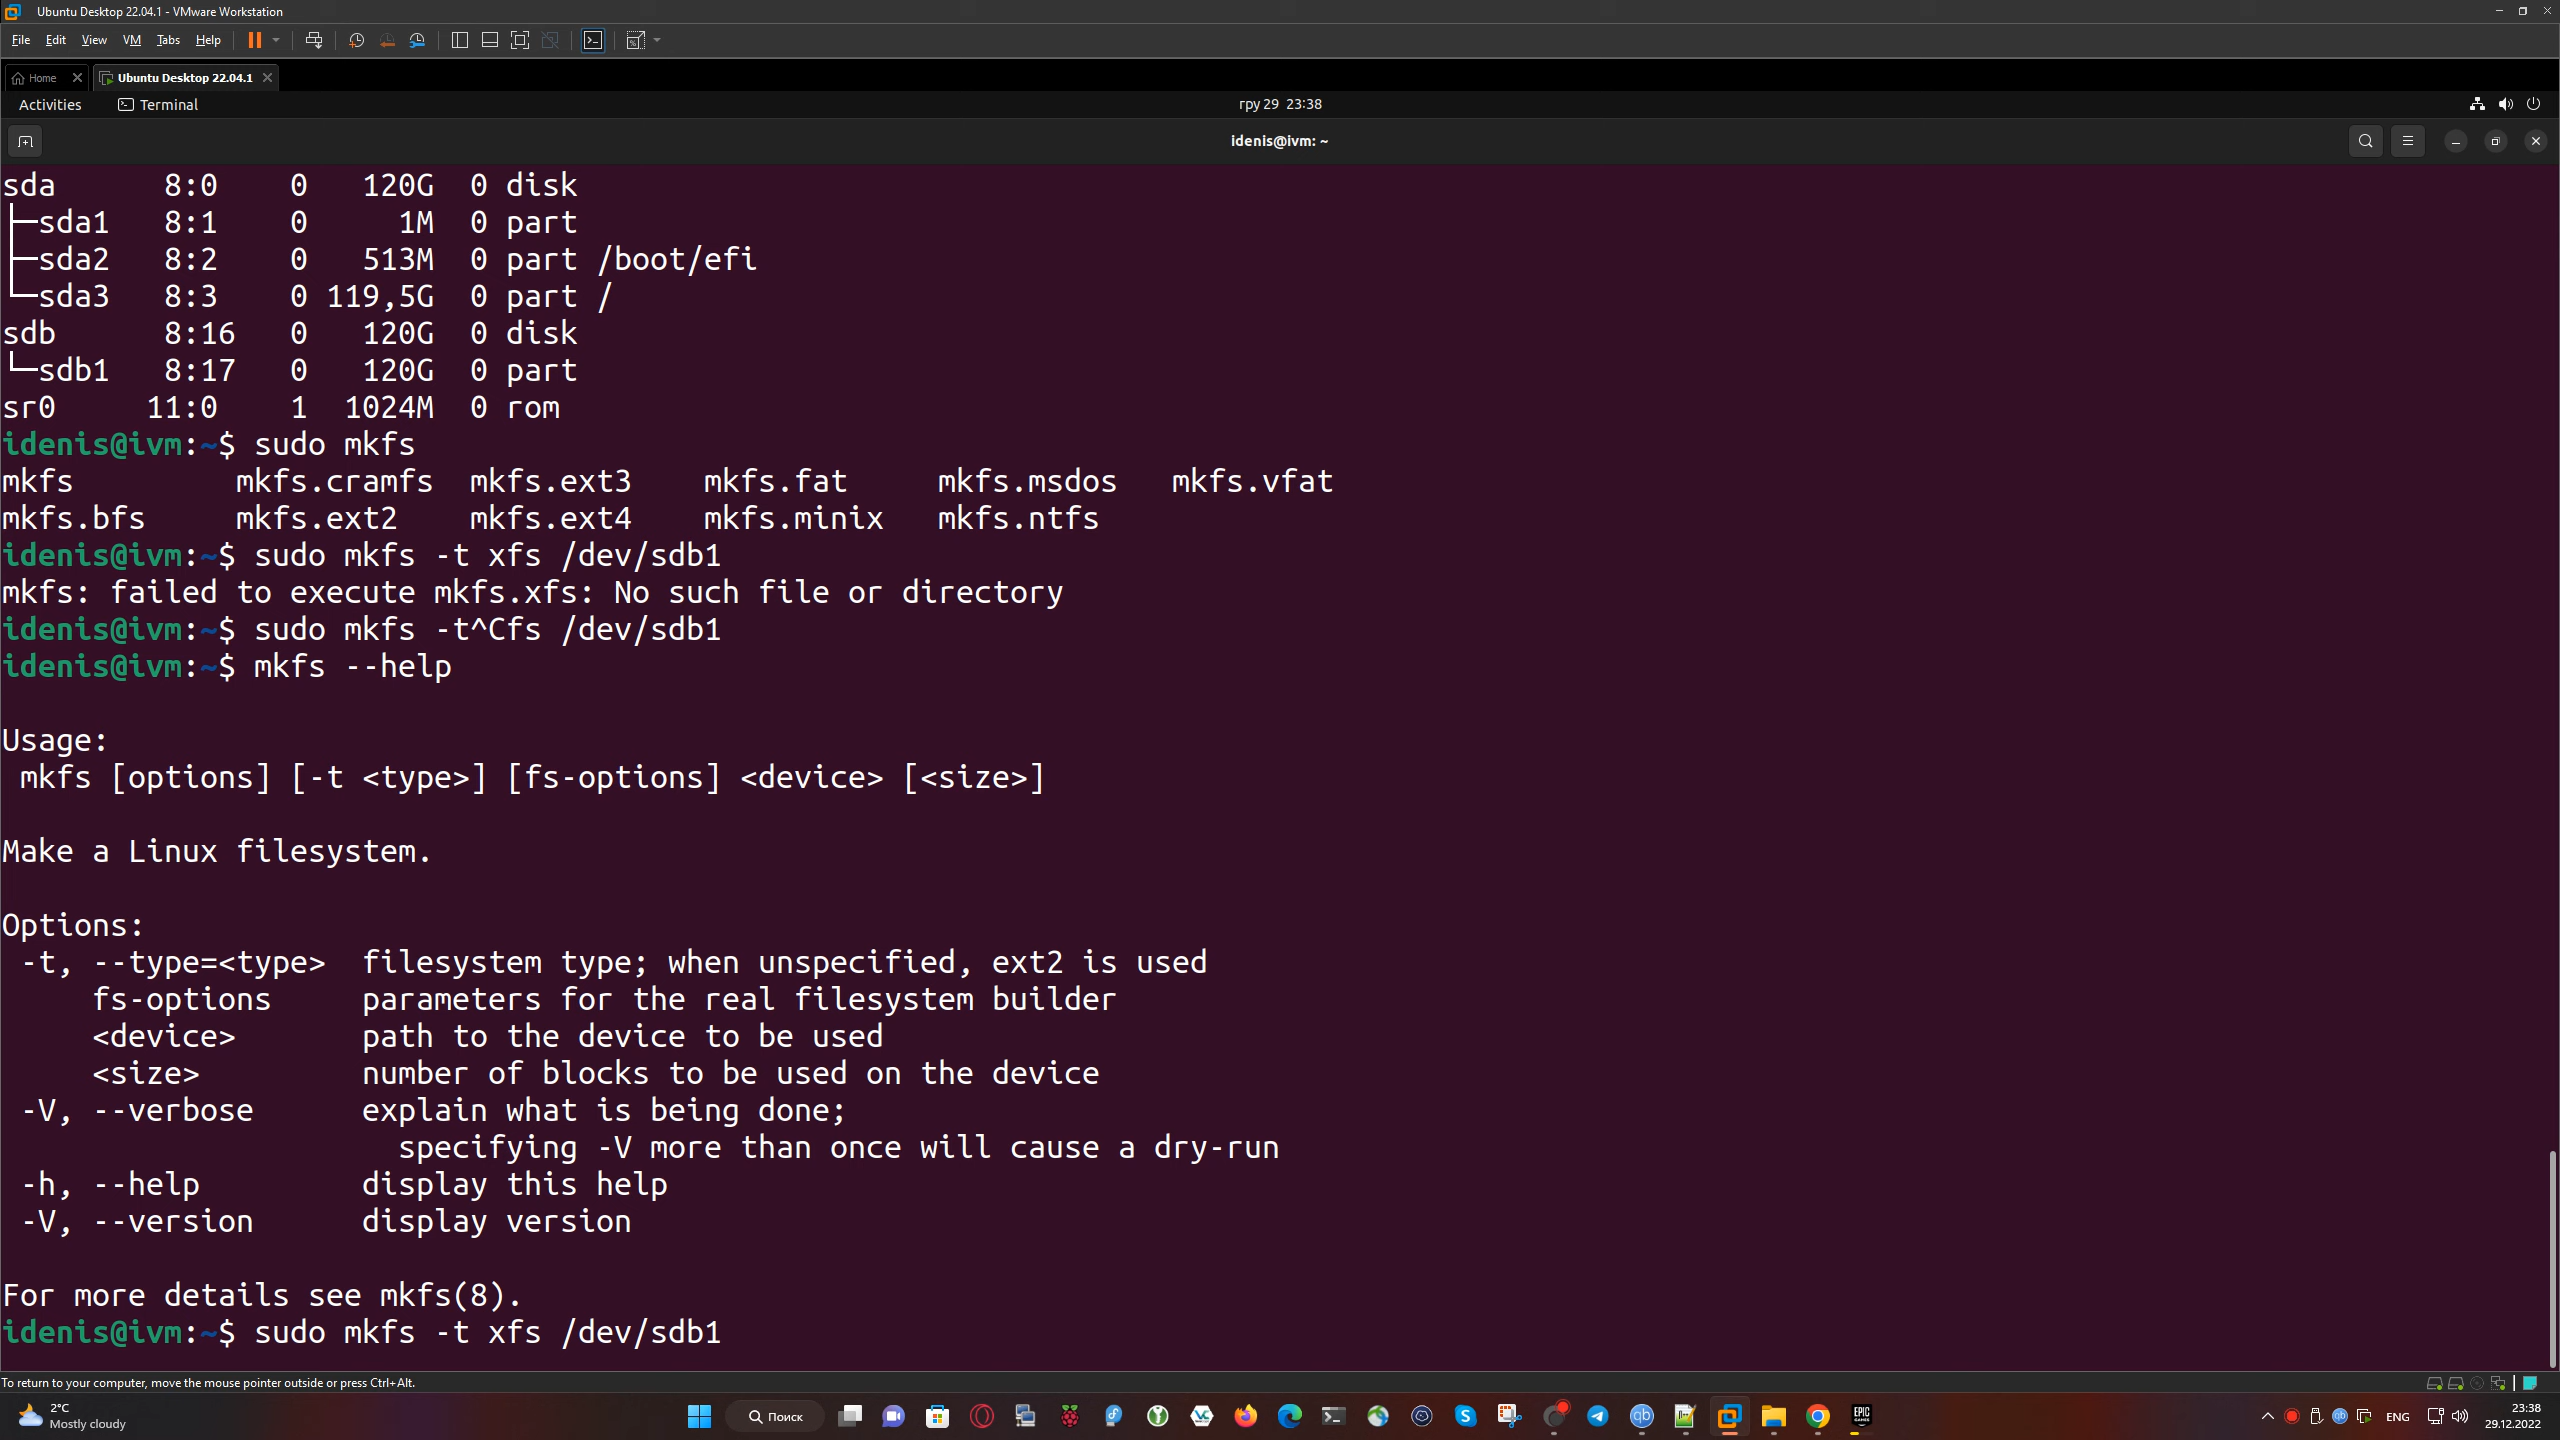 Ubuntu Desktop 22.04.1 - VMware Workstation
File Edit View VM Tabs Help
Home Ubuntu Desktop 22.04.1
Activities Terminal гру 29 23:38
idenis@ivm: ~
sda 8:0 0 120G 0 disk
├─sda1 8:1 0 1M 0 part
├─sda2 8:2 0 513M 0 part /boot/efi
└─sda3 8:3 0 119,5G 0 part /
sdb 8:16 0 120G 0 disk
└─sdb1 8:17 0 120G 0 part
sr0 11:0 1 1024M 0 rom
idenis@ivm:~$ sudo mkfs
mkfs mkfs.cramfs mkfs.ext3 mkfs.fat mkfs.msdos mkfs.vfat
mkfs.bfs mkfs.ext2 mkfs.ext4 mkfs.minix mkfs.ntfs
idenis@ivm:~$ sudo mkfs -t xfs /dev/sdb1
mkfs: failed to execute mkfs.xfs: No such file or directory
idenis@ivm:~$ sudo mkfs -t^Cfs /dev/sdb1
idenis@ivm:~$ mkfs --help
Usage:
mkfs [options] [-t <type>] [fs-options] <device> [<size>]
Make a Linux filesystem.
Options:
-t, --type=<type> filesystem type; when unspecified, ext2 is used
fs-options parameters for the real filesystem builder
<device> path to the device to be used
<size> number of blocks to be used on the device
-V, --verbose explain what is being done;
specifying -V more than once will cause a dry-run
-h, --help display this help
-V, --version display version
For more details see mkfs(8).
idenis@ivm:~$ sudo mkfs -t xfs /dev/sdb1
To return to your computer, move the mouse pointer outside or press Ctrl+Alt.
2°C
Mostly cloudy
Поиск
EPIC GAMES
ENG
23:38
29.12.2022